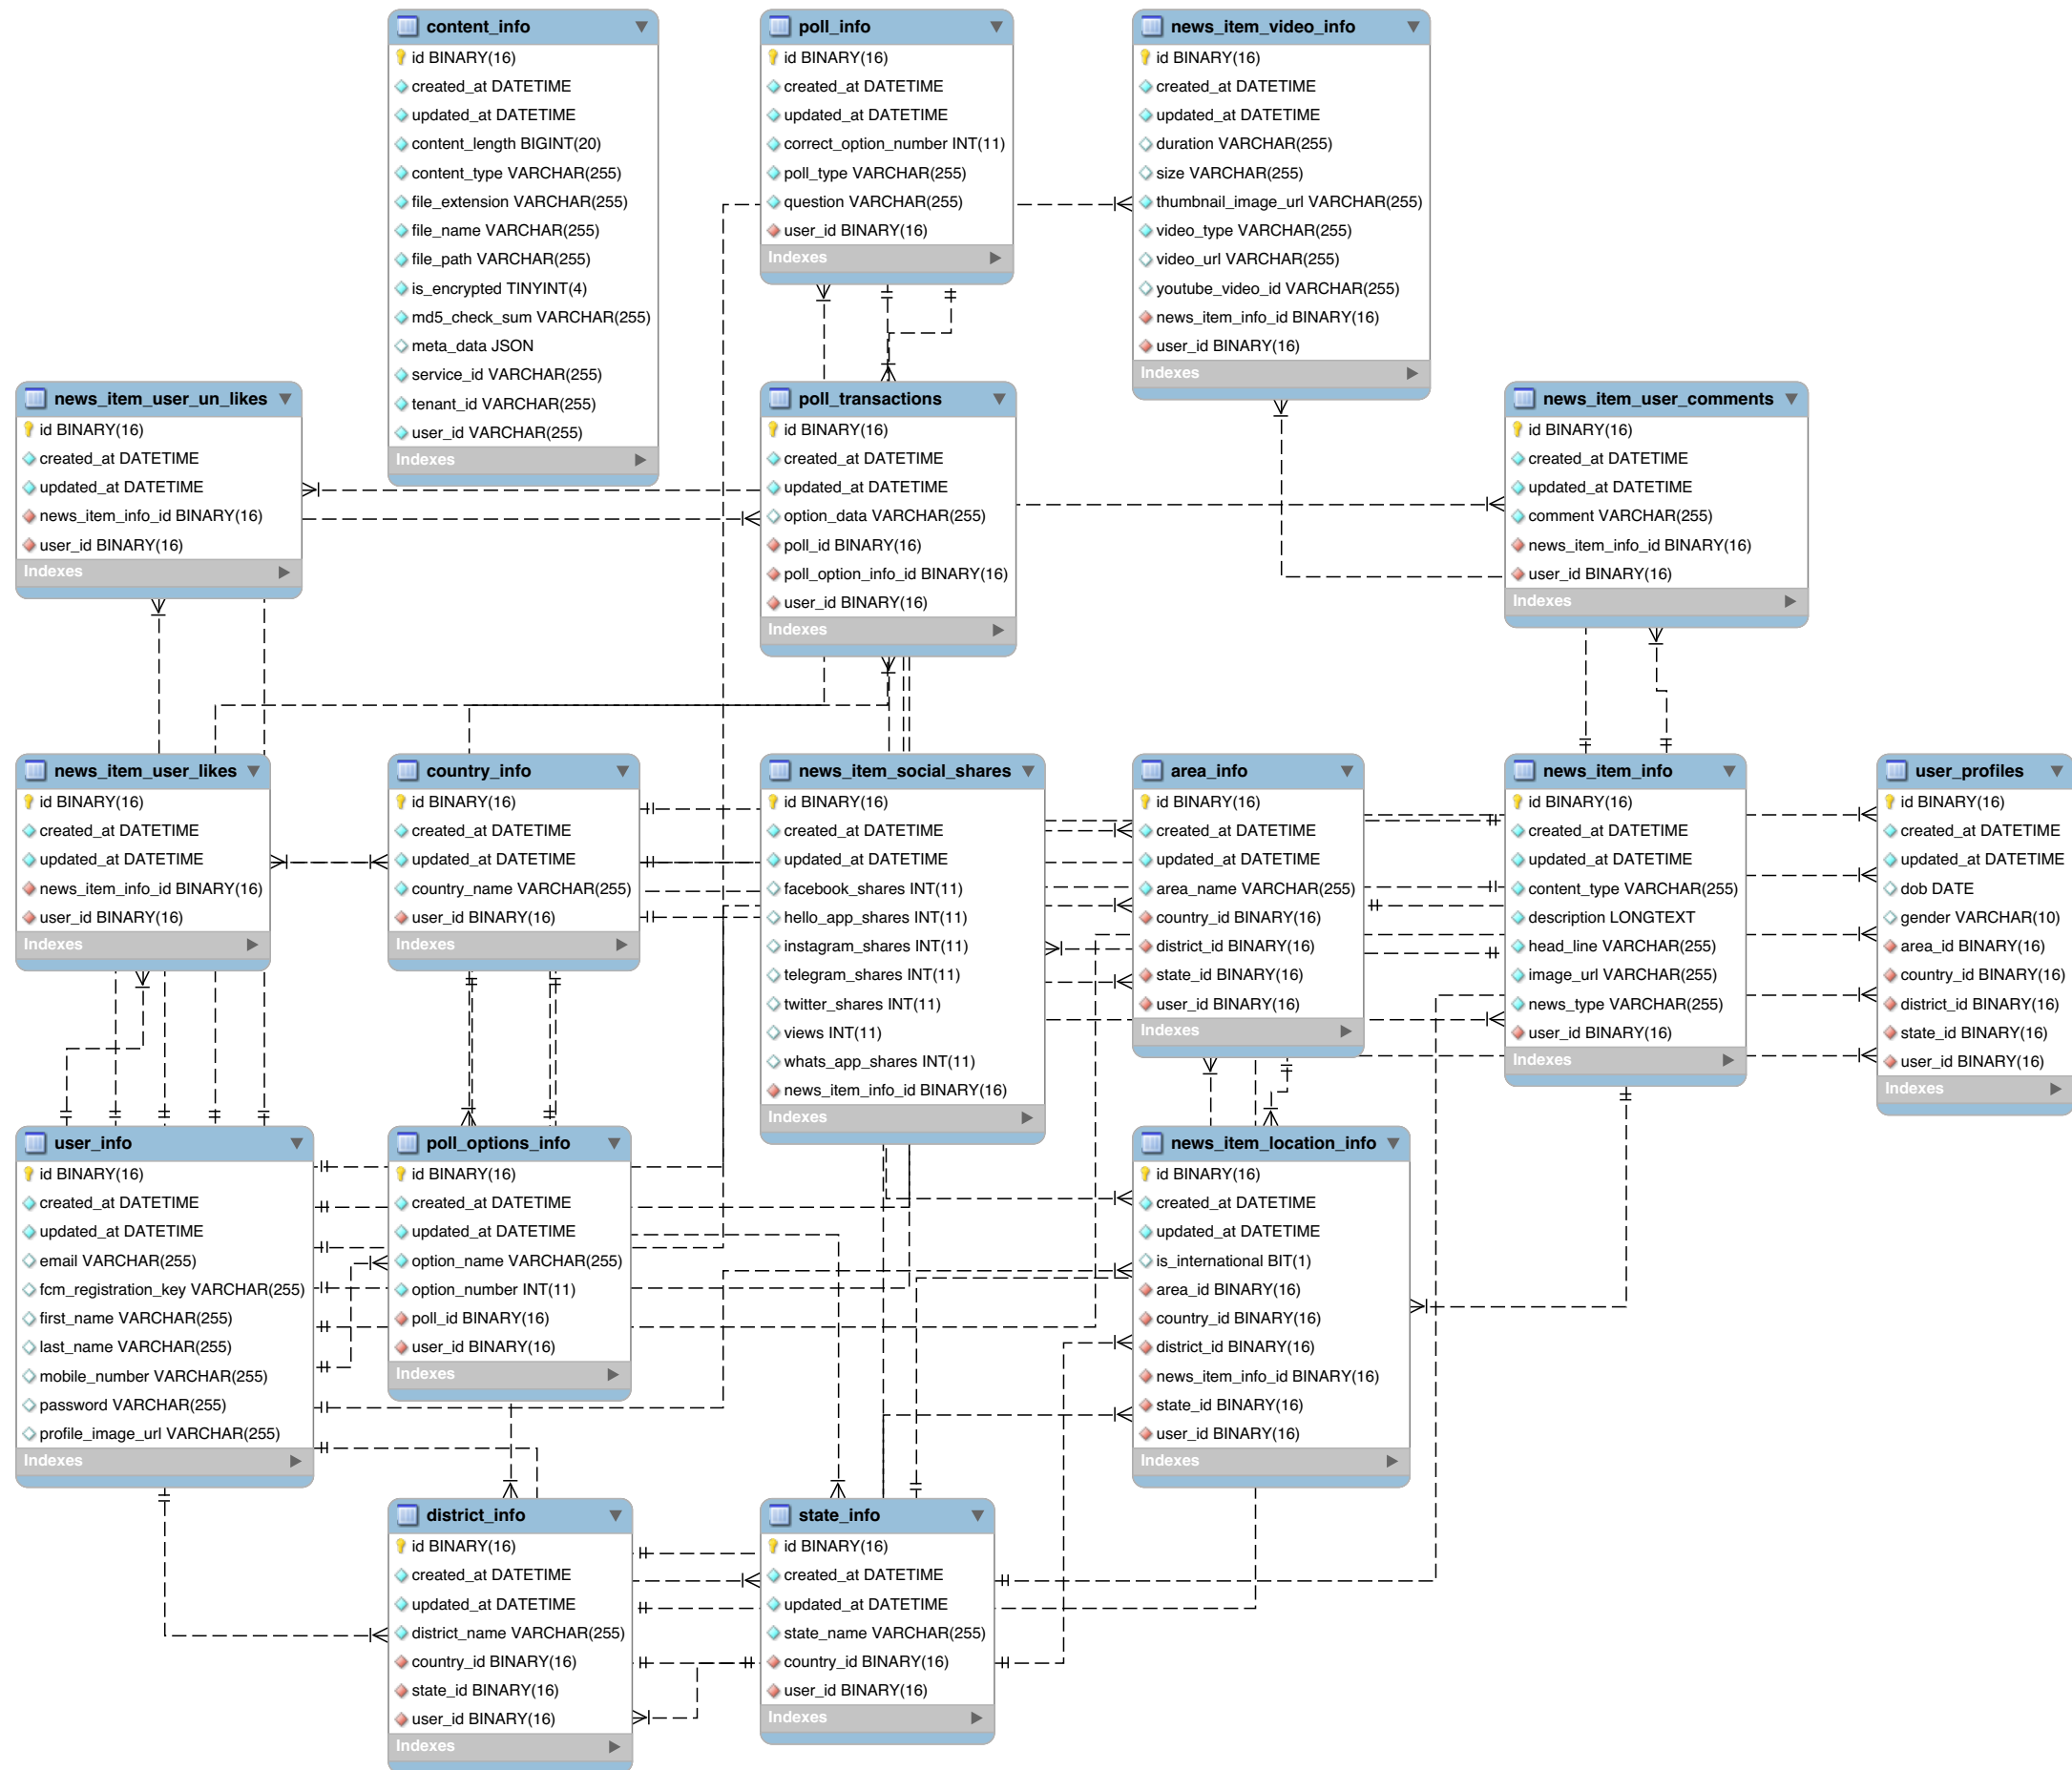 content_info
id BINARY(16)
created_at DATETIME
updated_at DATETIME
content_length BIGINT(20)
content_type VARCHAR(255)
file_extension VARCHAR(255)
file_name VARCHAR(255)
file_path VARCHAR(255)
is_encrypted TINYINT(4)
md5_check_sum VARCHAR(255)
meta_data JSON
service_id VARCHAR(255)
tenant_id VARCHAR(255)
user_id VARCHAR(255)
Indexes
poll_info
id BINARY(16)
created_at DATETIME
updated_at DATETIME
correct_option_number INT(11)
poll_type VARCHAR(255)
question VARCHAR(255)
user_id BINARY(16)
Indexes
news_item_video_info
id BINARY(16)
created_at DATETIME
updated_at DATETIME
duration VARCHAR(255)
size VARCHAR(255)
thumbnail_image_url VARCHAR(255)
video_type VARCHAR(255)
video_url VARCHAR(255)
youtube_video_id VARCHAR(255)
news_item_info_id BINARY(16)
user_id BINARY(16)
Indexes
news_item_user_un_likes
id BINARY(16)
created_at DATETIME
updated_at DATETIME
news_item_info_id BINARY(16)
user_id BINARY(16)
Indexes
poll_transactions
id BINARY(16)
created_at DATETIME
updated_at DATETIME
option_data VARCHAR(255)
poll_id BINARY(16)
poll_option_info_id BINARY(16)
user_id BINARY(16)
Indexes
news_item_user_comments
id BINARY(16)
created_at DATETIME
updated_at DATETIME
comment VARCHAR(255)
news_item_info_id BINARY(16)
user_id BINARY(16)
Indexes
news_item_user_likes
id BINARY(16)
created_at DATETIME
updated_at DATETIME
news_item_info_id BINARY(16)
user_id BINARY(16)
Indexes
country_info
id BINARY(16)
created_at DATETIME
updated_at DATETIME
country_name VARCHAR(255)
user_id BINARY(16)
Indexes
news_item_social_shares
id BINARY(16)
created_at DATETIME
updated_at DATETIME
facebook_shares INT(11)
hello_app_shares INT(11)
instagram_shares INT(11)
telegram_shares INT(11)
twitter_shares INT(11)
views INT(11)
whats_app_shares INT(11)
news_item_info_id BINARY(16)
Indexes
area_info
id BINARY(16)
created_at DATETIME
updated_at DATETIME
area_name VARCHAR(255)
country_id BINARY(16)
district_id BINARY(16)
state_id BINARY(16)
user_id BINARY(16)
Indexes
news_item_info
id BINARY(16)
created_at DATETIME
updated_at DATETIME
content_type VARCHAR(255)
description LONGTEXT
head_line VARCHAR(255)
image_url VARCHAR(255)
news_type VARCHAR(255)
user_id BINARY(16)
Indexes
user_profiles
id BINARY(16)
created_at DATETIME
updated_at DATETIME
dob DATE
gender VARCHAR(10)
area_id BINARY(16)
country_id BINARY(16)
district_id BINARY(16)
state_id BINARY(16)
user_id BINARY(16)
Indexes
user_info
id BINARY(16)
created_at DATETIME
updated_at DATETIME
email VARCHAR(255)
fcm_registration_key VARCHAR(255)
first_name VARCHAR(255)
last_name VARCHAR(255)
mobile_number VARCHAR(255)
password VARCHAR(255)
profile_image_url VARCHAR(255)
Indexes
poll_options_info
id BINARY(16)
created_at DATETIME
updated_at DATETIME
option_name VARCHAR(255)
option_number INT(11)
poll_id BINARY(16)
user_id BINARY(16)
Indexes
news_item_location_info
id BINARY(16)
created_at DATETIME
updated_at DATETIME
is_international BIT(1)
area_id BINARY(16)
country_id BINARY(16)
district_id BINARY(16)
news_item_info_id BINARY(16)
state_id BINARY(16)
user_id BINARY(16)
Indexes
district_info
id BINARY(16)
created_at DATETIME
updated_at DATETIME
district_name VARCHAR(255)
country_id BINARY(16)
state_id BINARY(16)
user_id BINARY(16)
Indexes
state_info
id BINARY(16)
created_at DATETIME
updated_at DATETIME
state_name VARCHAR(255)
country_id BINARY(16)
user_id BINARY(16)
Indexes